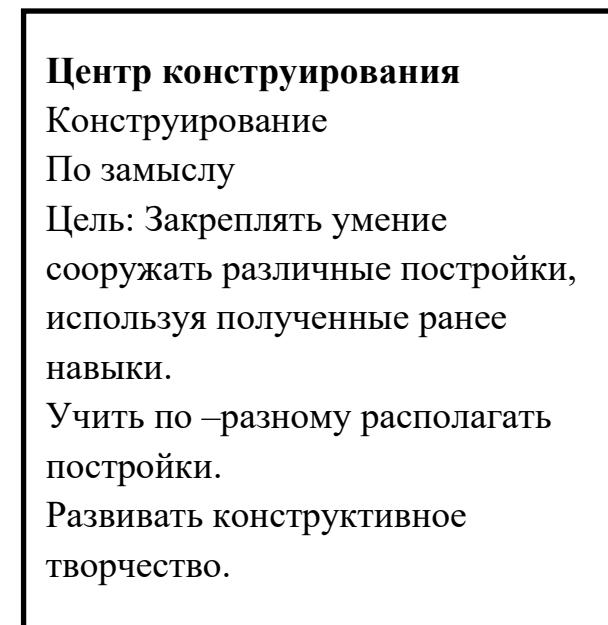 Центр конструирования
Конструирование
По замыслу
Цель: Закреплять умение
сооружать различные постройки,
используя полученные ранее
навыки.
Учить по –разному располагать
постройки.
Развивать конструктивное
творчество.